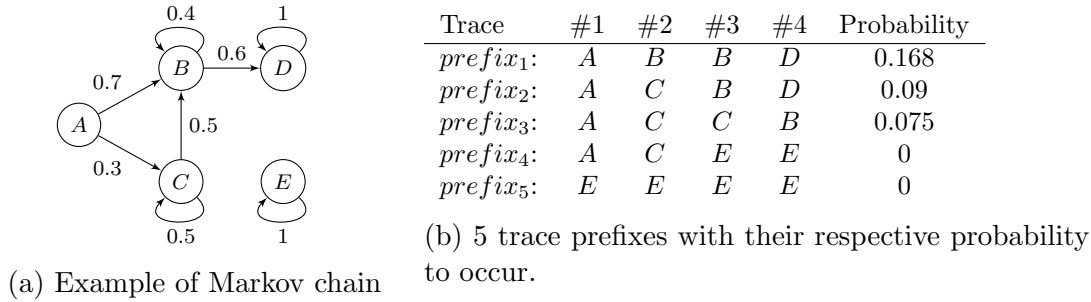 0.4
1
B
0.6
D
0.7
A
0.5
0.3
C
E
0.5
1
(a) Example of Markov chain
Trace #1 #2 #3 #4 Probability
prefix₁: A B B D 0.168
prefix₂: A C B D 0.09
prefix₃: A C C B 0.075
prefix₄: A C E E 0
prefix₅: E E E E 0
(b) 5 trace prefixes with their respective probability
to occur.